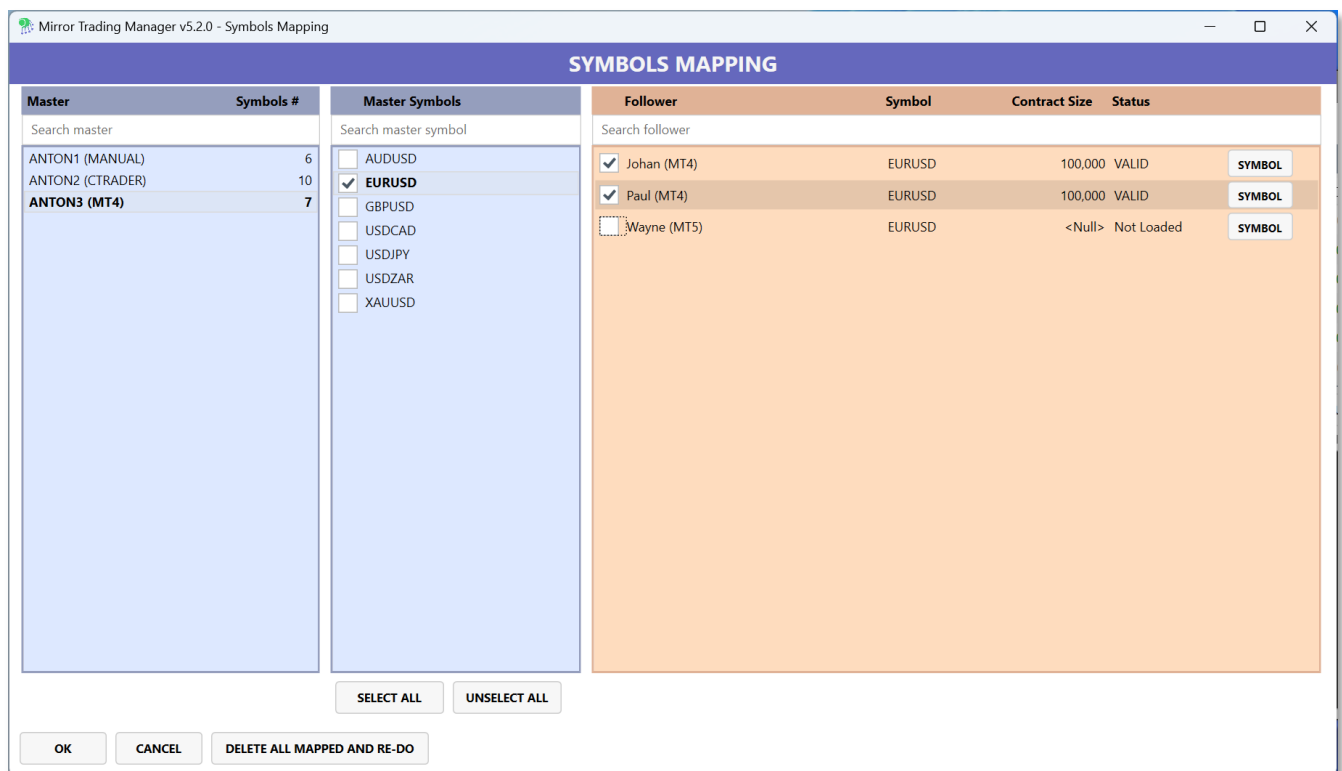 Mirror Trading Manager v5.2.0 - Symbols Mapping
SYMBOLS MAPPING
Master Symbols #
Search master
ANTON1 (MANUAL) 6
ANTON2 (CTRADER) 10
ANTON3 (MT4) 7
Master Symbols
Search master symbol
AUDUSD
EURUSD
GBPUSD
USDCAD
USDJPY
USDZAR
XAUUSD
SELECT ALL UNSELECT ALL
Follower Symbol Contract Size Status
Search follower
Johan (MT4) EURUSD 100,000 VALID SYMBOL
Paul (MT4) EURUSD 100,000 VALID SYMBOL
Wayne (MT5) EURUSD <Null> Not Loaded SYMBOL
OK CANCEL DELETE ALL MAPPED AND RE-DO